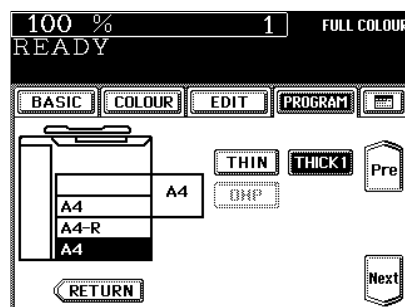 100 % 1 FULL COLOUR
READY
BASIC COLOUR EDIT PROGRAM
THIN THICK1 Pre
A4
OHP
A4
A4-R
A4
RETURN Next